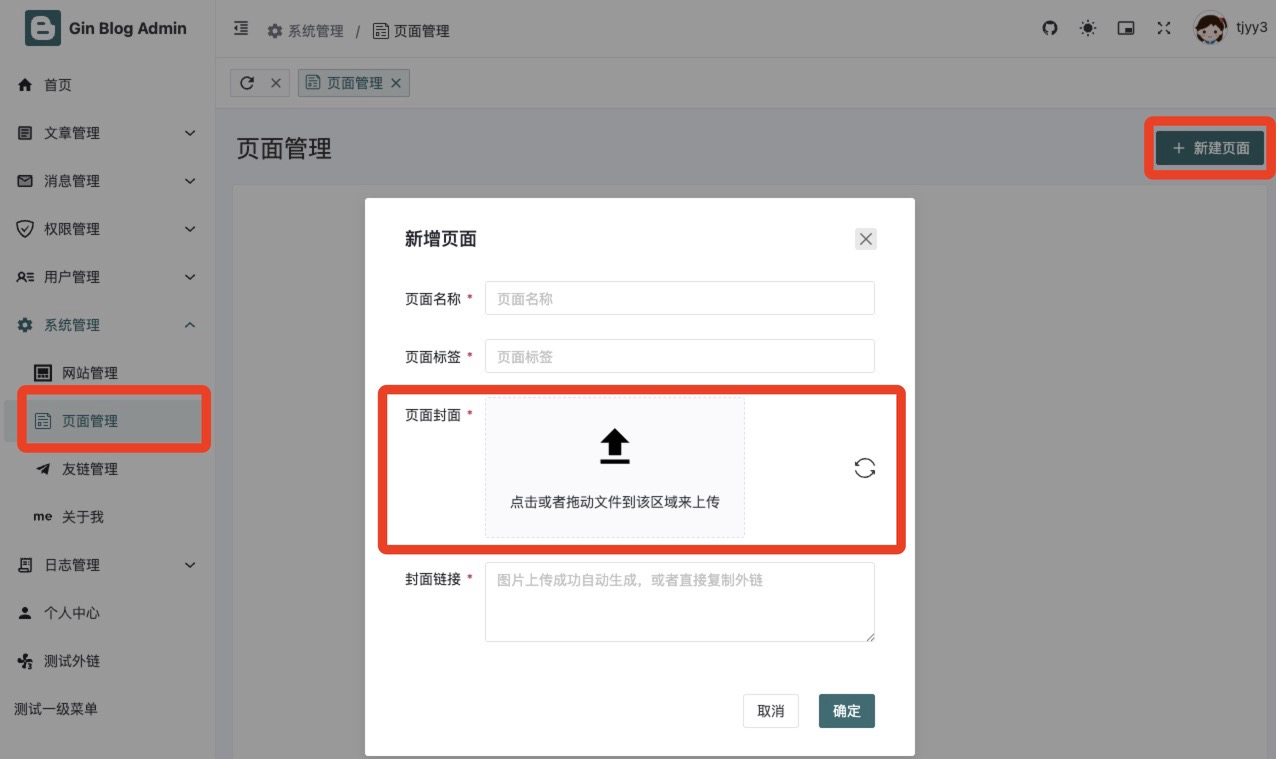 Gin Blog Admin
系统管理 / 页面管理
tjyy3
首页
页面管理
文章管理
页面管理
新建页面
消息管理
权限管理
用户管理
系统管理
网站管理
页面管理
友链管理
me 关于我
日志管理
个人中心
测试外链
测试一级菜单
新增页面
页面名称 * 页面名称
页面标签 * 页面标签
页面封面 *
点击或者拖动文件到该区域来上传
封面链接 * 图片上传成功自动生成，或者直接复制外链
取消 确定